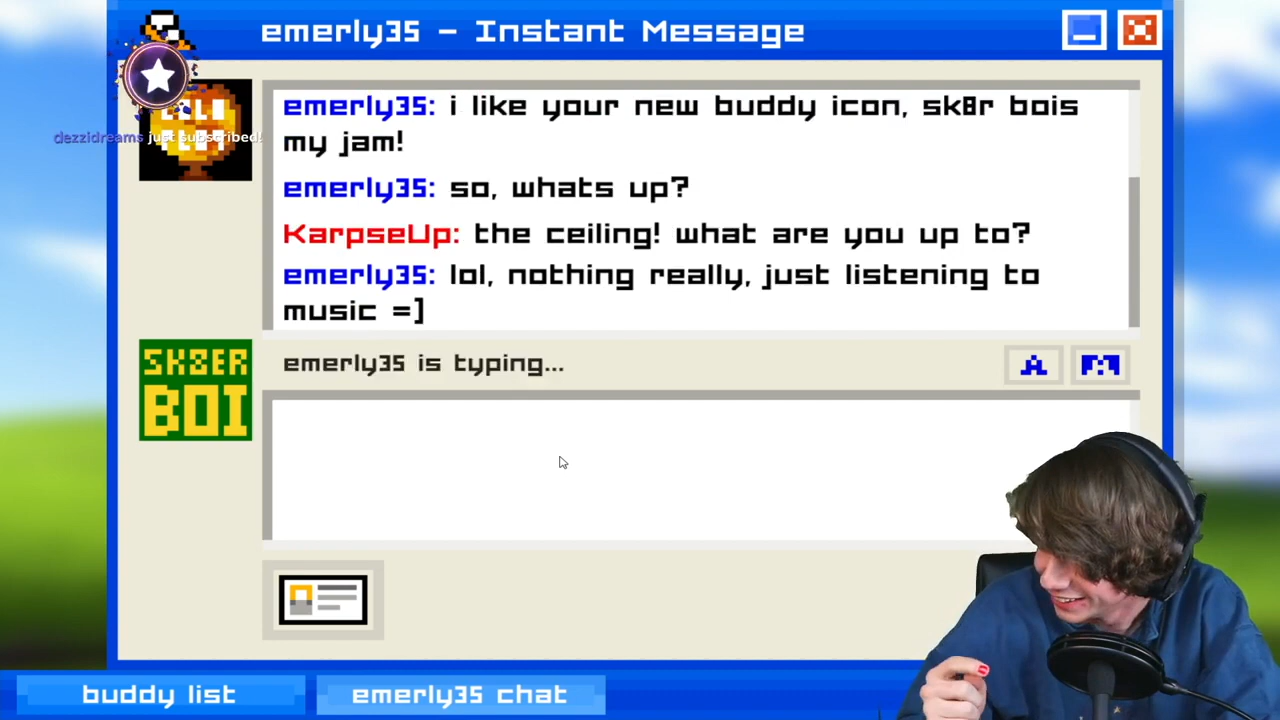 emerly35 - Instant Message
dezzidreams just subscribed!
emerly35: i like your new buddy icon, sk8r bois
my jam!
emerly35: so, whats up?
KarpseUp: the ceiling! what are you up to?
emerly35: lol, nothing really, just listening to
music =]
SK8ER
BOI
emerly35 is typing...
A
buddy list
emerly35 chat